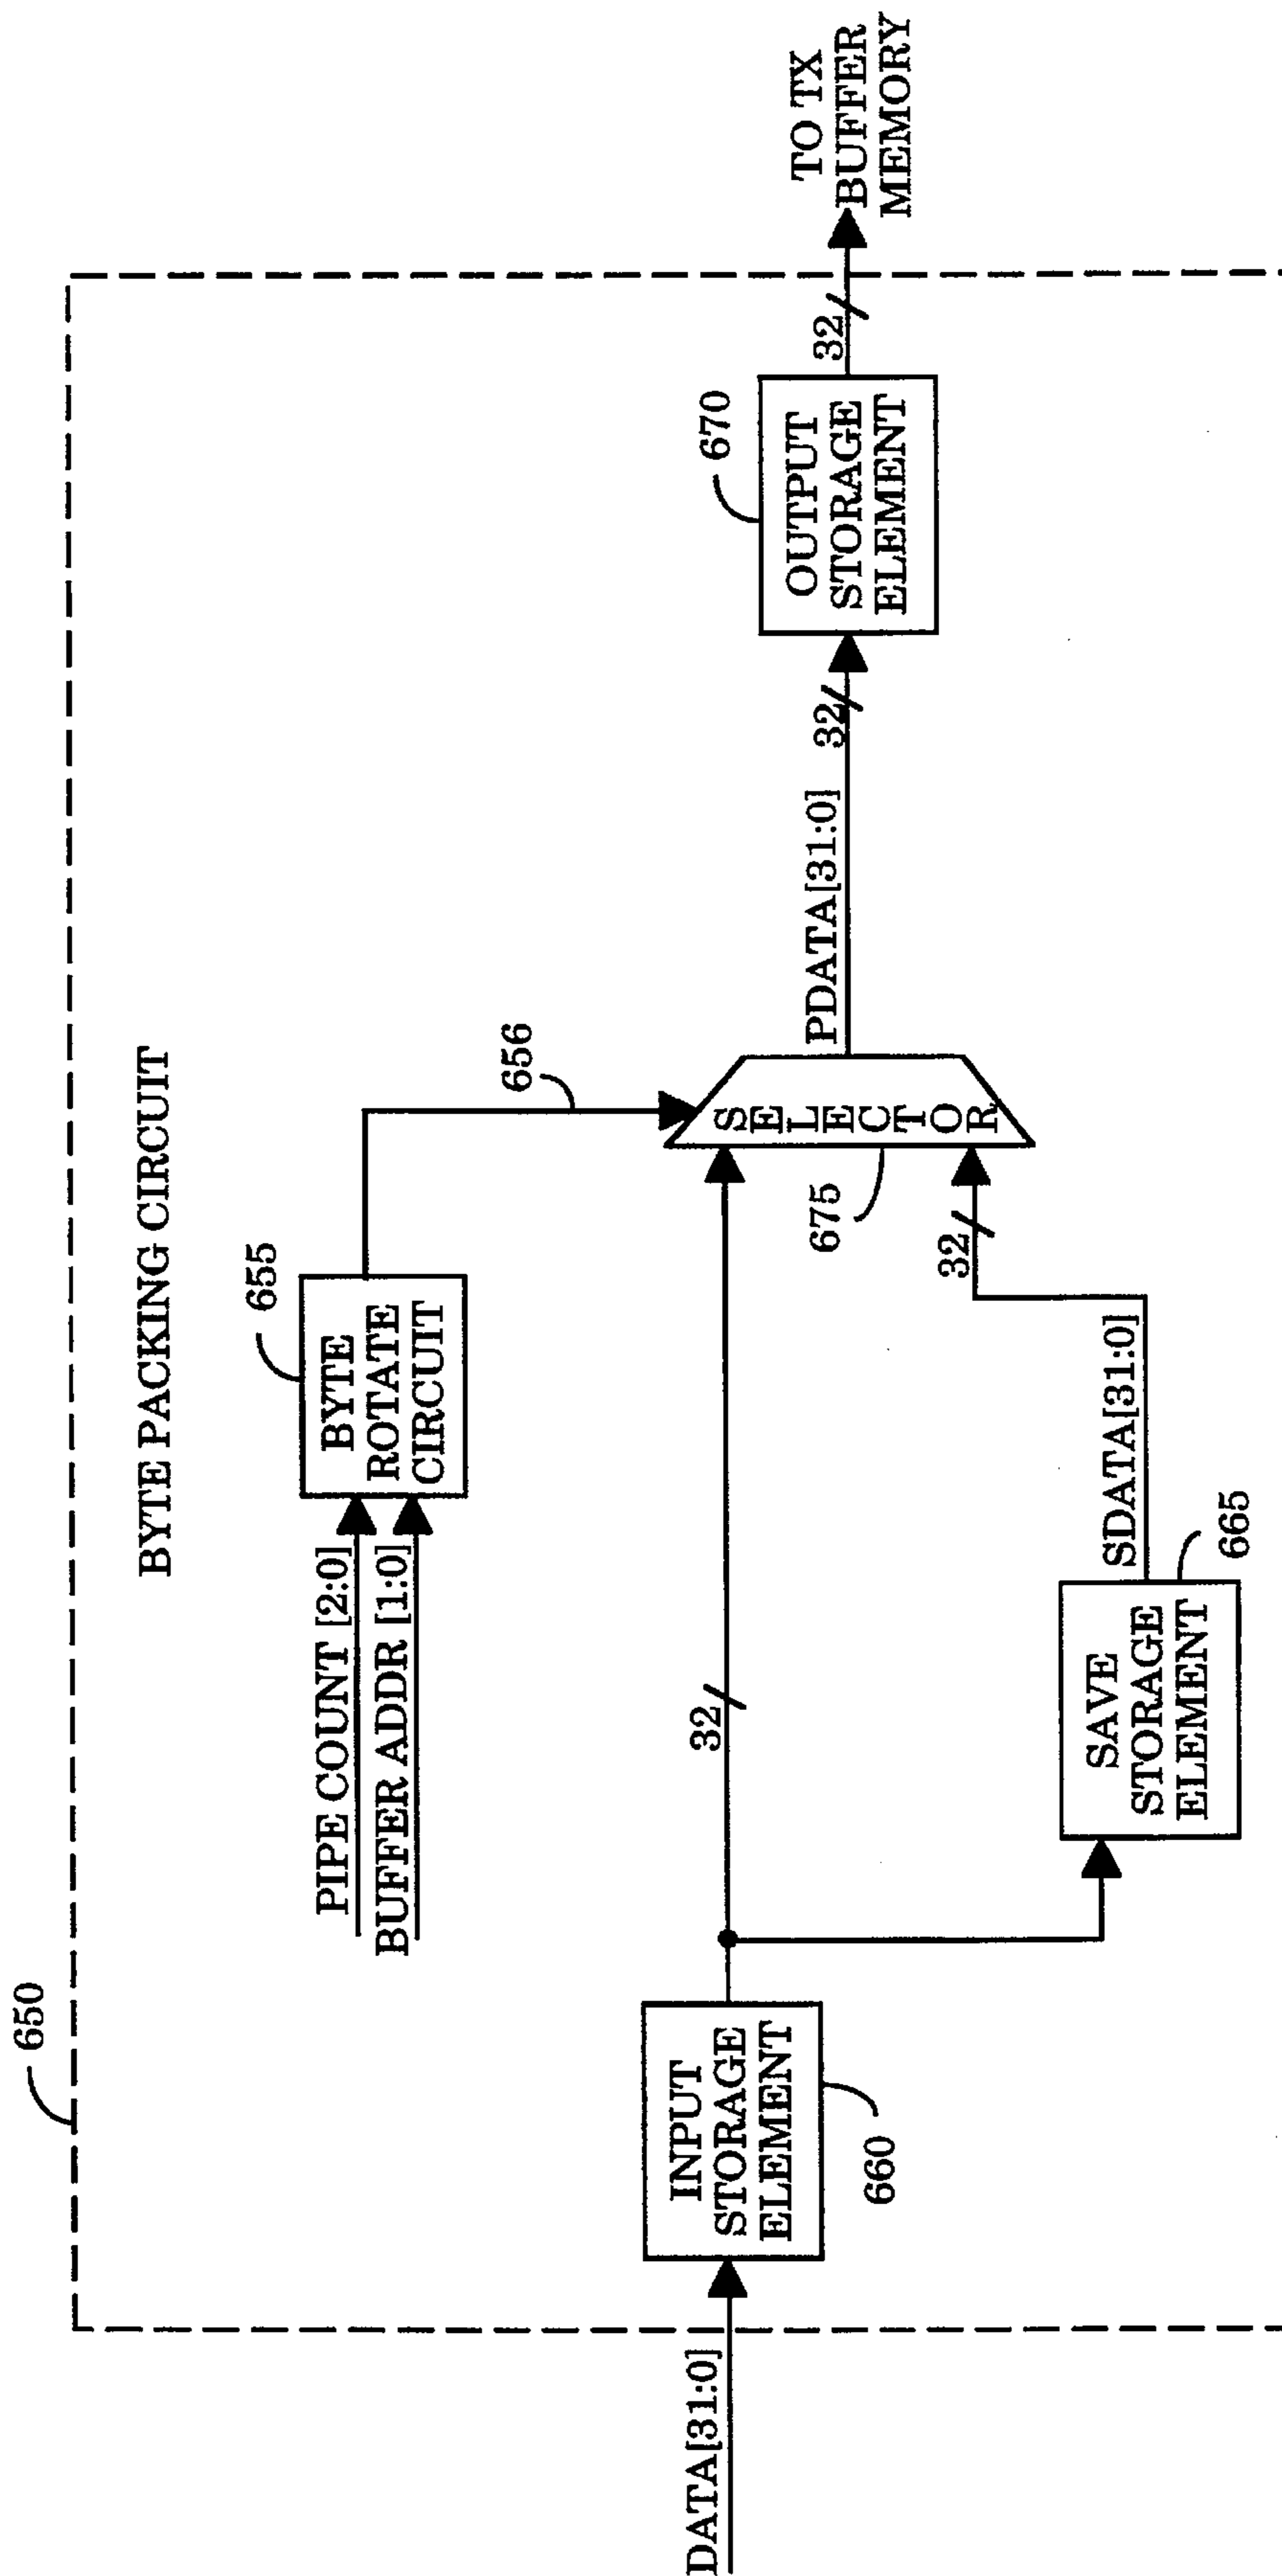 BYTE PACKING CIRCUIT
650
PIPE COUNT [2:0]
BUFFER ADDR [1:0]
BYTE
ROTATE
CIRCUIT
655
656
DATA[31:0]
INPUT
STORAGE
ELEMENT
660
32
SAVE
STORAGE
ELEMENT
665
SDATA[31:0]
32
SELECTOR
675
PDATA[31:0]
32
OUTPUT
STORAGE
ELEMENT
670
32
TO TX
BUFFER
MEMORY